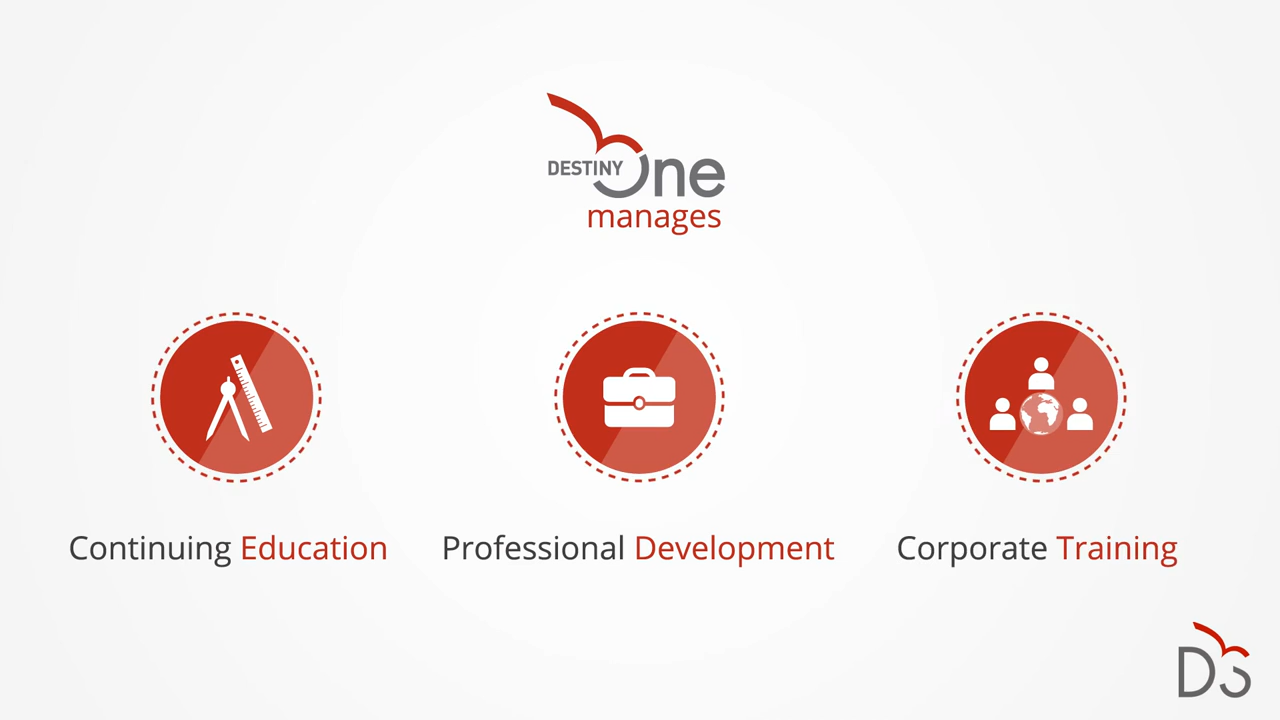 DESTINY One
manages
Continuing Education
Professional Development
Corporate Training
DS